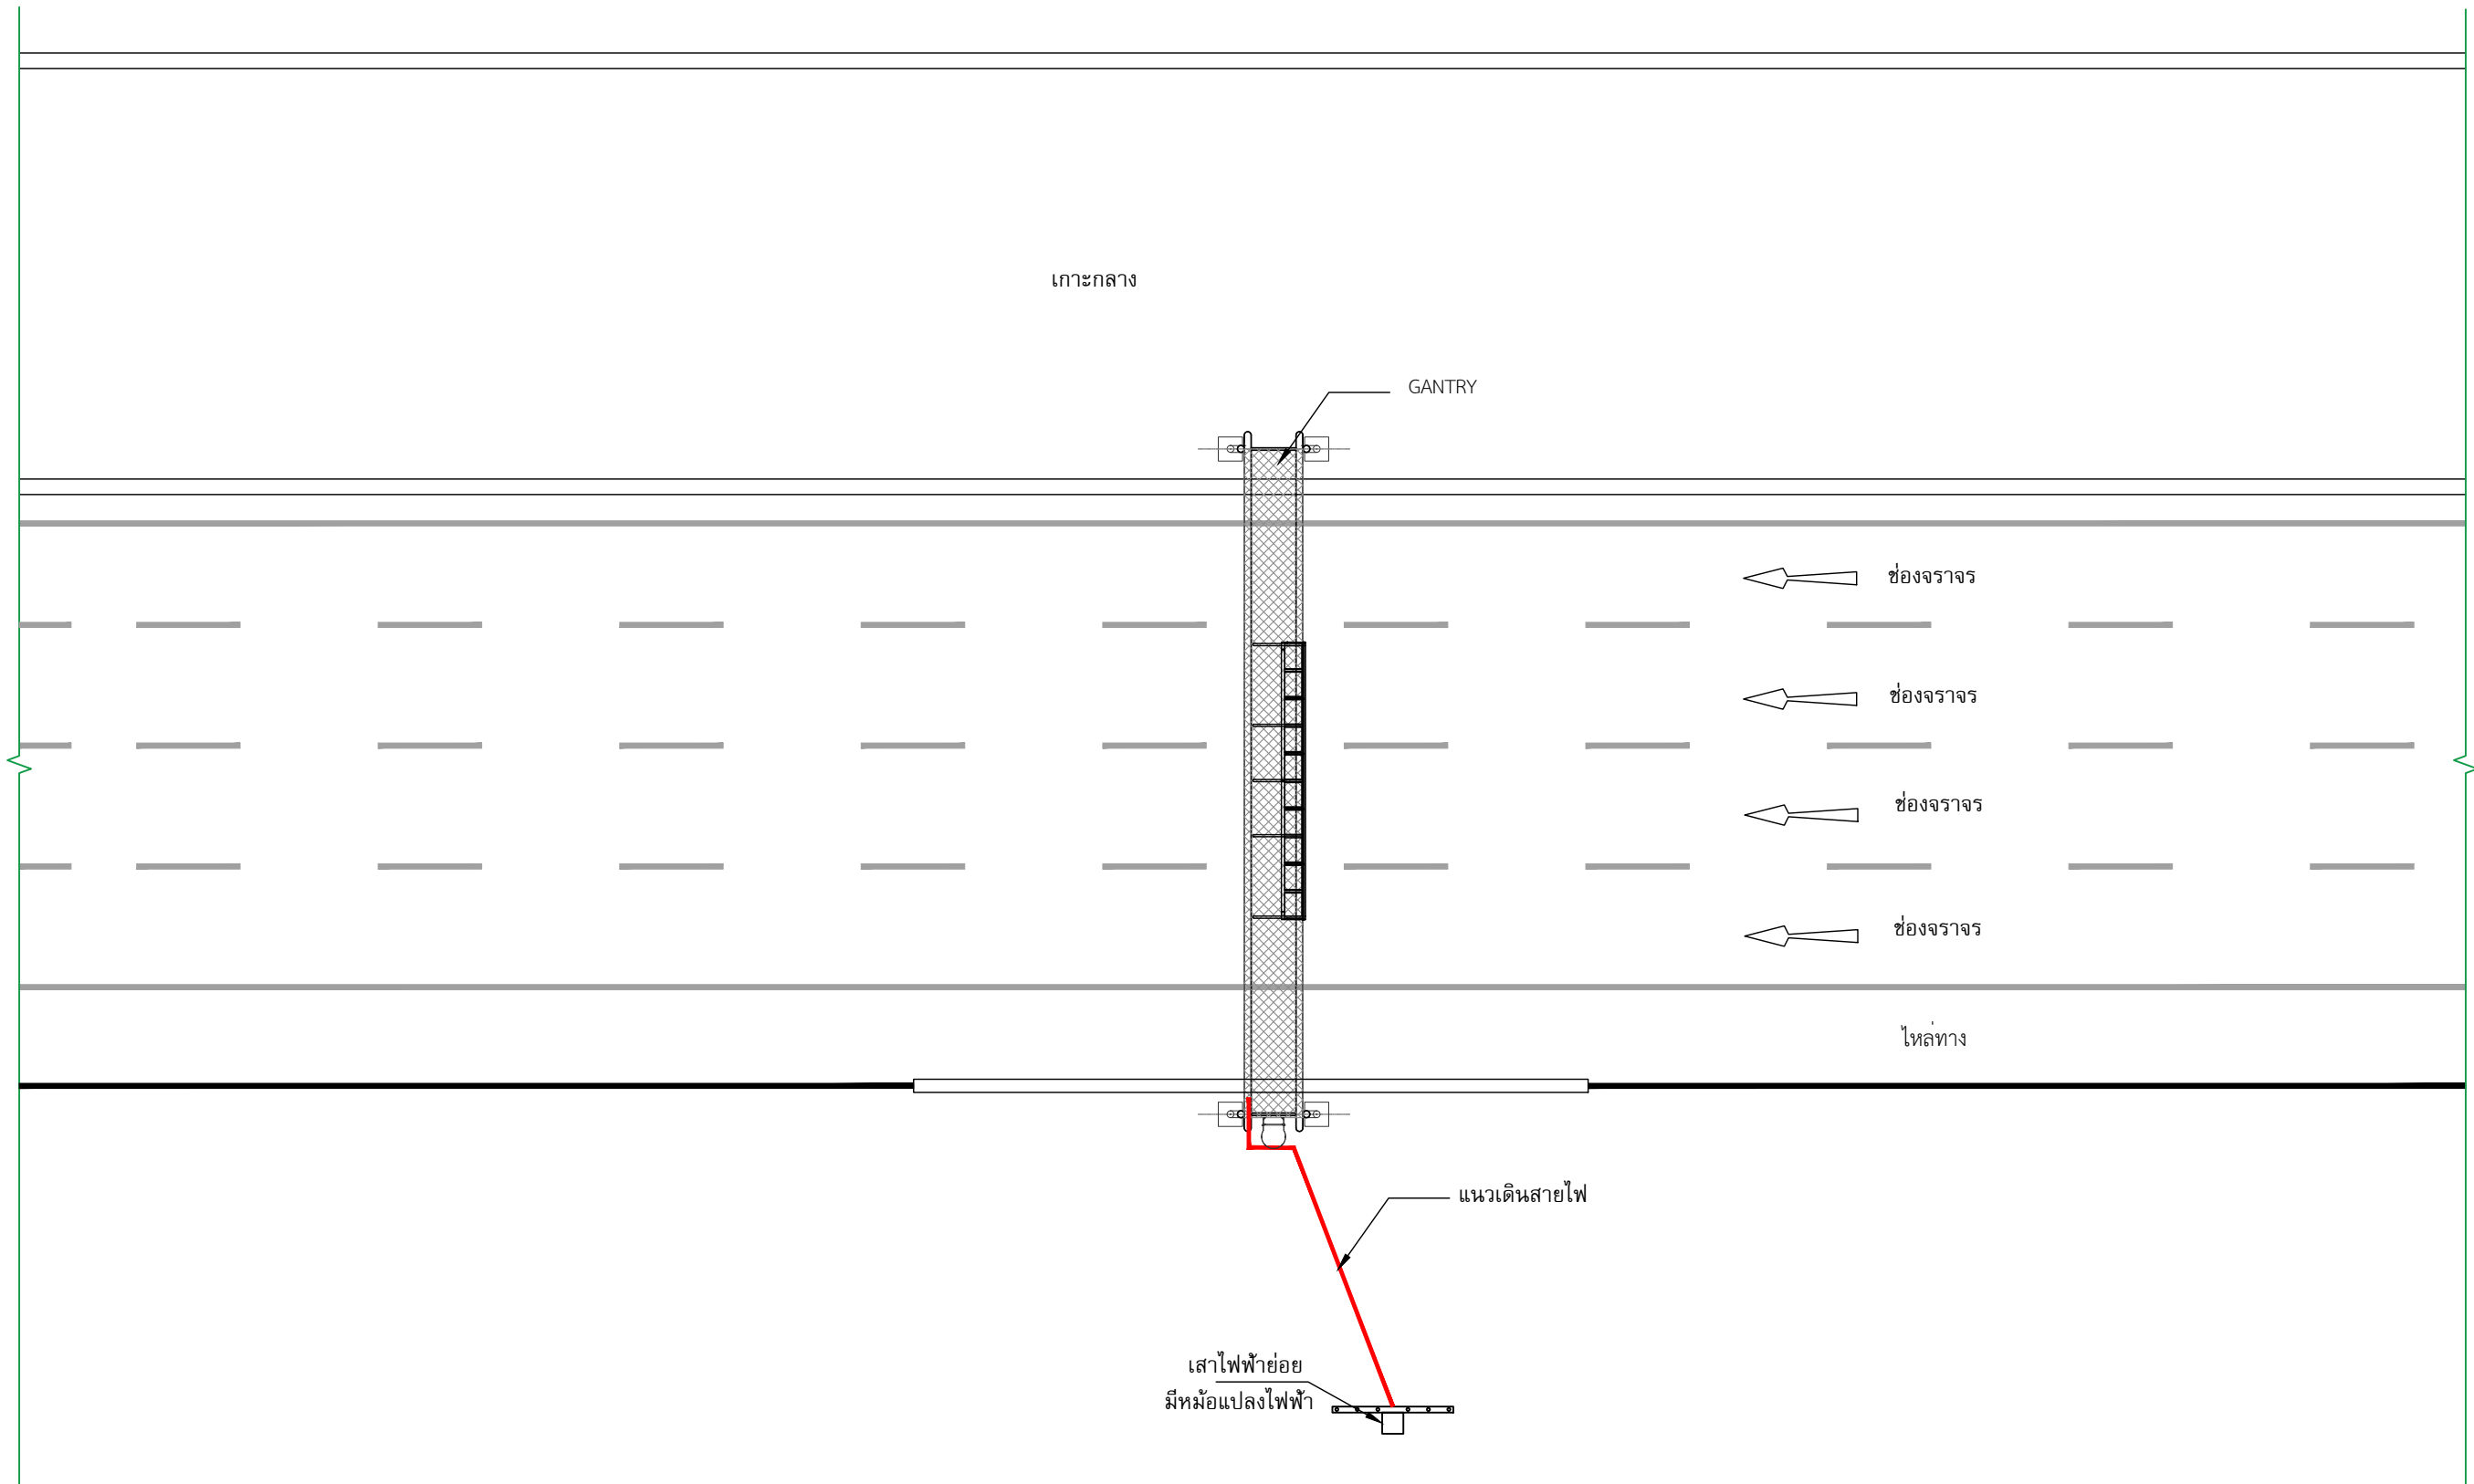 เกาะกลาง
GANTRY
ช่องจราจร
ช่องจราจร
ช่องจราจร
ช่องจราจร
ไหล่ทาง
แนวเดินสายไฟ
เสาไฟฟ้าย่อย
มีหม้อแปลงไฟฟ้า